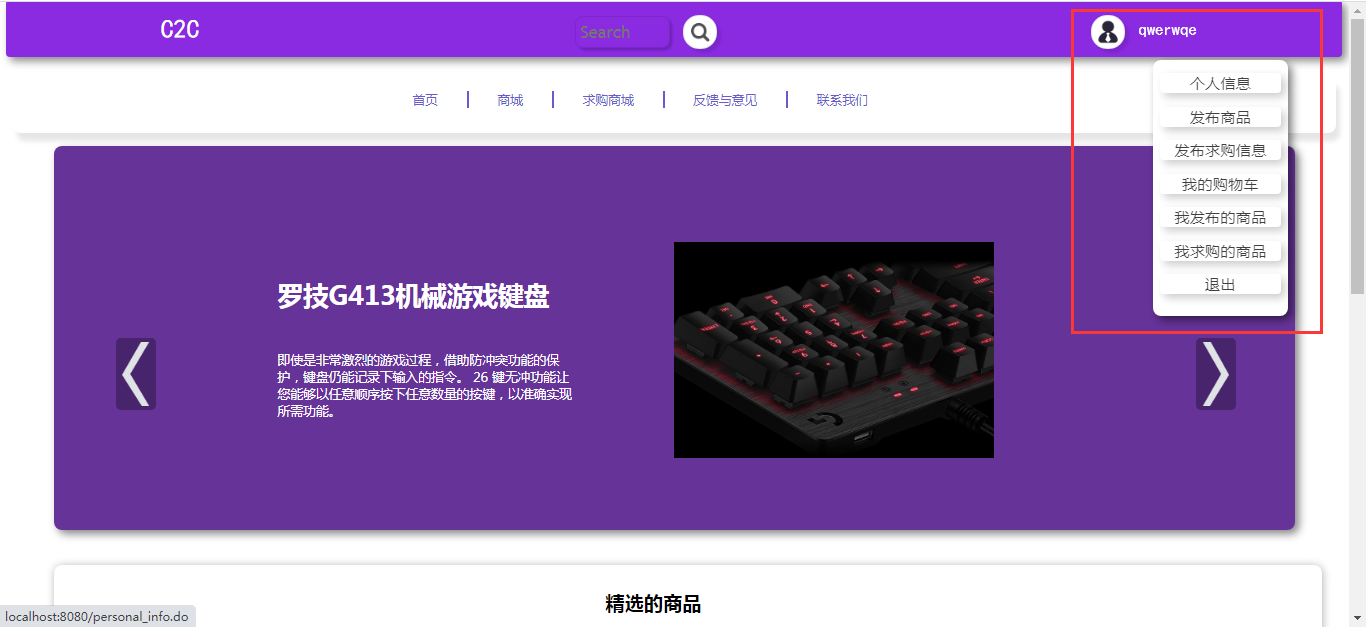 C2C
Search
qwerwqe
个人信息
发布商品
发布求购信息
我的购物车
我发布的商品
我求购的商品
退出
首页
商城
求购商城
反馈与意见
联系我们
罗技G413机械游戏键盘
即使是非常激烈的游戏过程，借助防冲突功能的保
护，键盘仍能记录下输入的指令。 26 键无冲功能让
您能够以任意顺序按下任意数量的按键，以准确实现
所需功能。
精选的商品
localhost:8080/personal_info.do